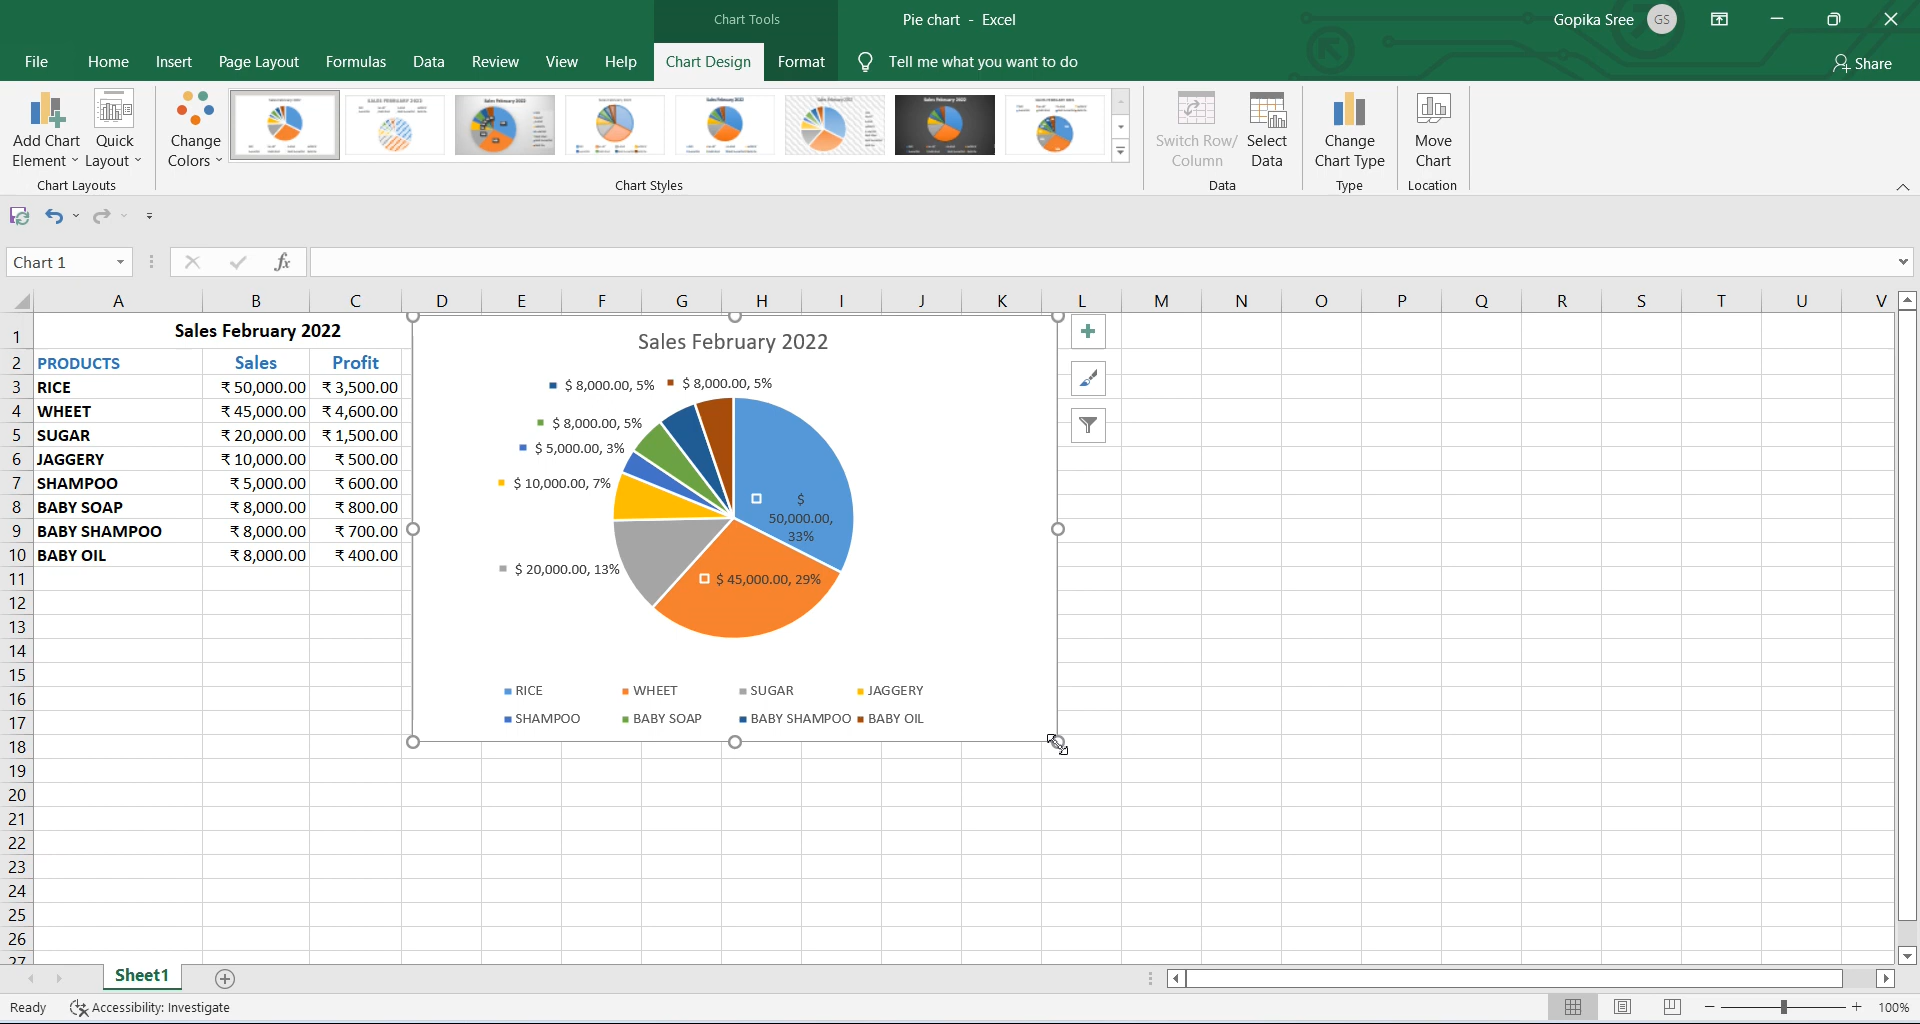 Chart Tools
Pie chart - Excel
Gopika Sree GS
File Home Insert Page Layout Formulas Data Review View Help Chart Design Format Tell me what you want to do Share
Add Chart Element
Quick Layout
Change Colors
Switch Row/ Column
Select Data
Change Chart Type
Move Chart
Chart Layouts Chart Styles Data Type Location
Chart 1 fx
A B C D E F G H I J K L M N O P Q R S T U V
1 Sales February 2022
2 PRODUCTS Sales Profit
3 RICE ₹ 50,000.00 ₹ 3,500.00
4 WHEET ₹ 45,000.00 ₹ 4,600.00
5 SUGAR ₹ 20,000.00 ₹ 1,500.00
6 JAGGERY ₹ 10,000.00 ₹ 500.00
7 SHAMPOO ₹ 5,000.00 ₹ 600.00
8 BABY SOAP ₹ 8,000.00 ₹ 800.00
9 BABY SHAMPOO ₹ 8,000.00 ₹ 700.00
10 BABY OIL ₹ 8,000.00 ₹ 400.00
11
12
13
14
15
16
17
18
19
20
21
22
23
24
25
26
27
Sales February 2022
$ 8,000.00, 5% $ 8,000.00, 5%
$ 8,000.00, 5%
$ 5,000.00, 3%
$ 10,000.00, 7%
$
50,000.00,
33%
$ 20,000.00, 13%
$ 45,000.00, 29%
RICE WHEET SUGAR JAGGERY
SHAMPOO BABY SOAP BABY SHAMPOO BABY OIL
Sheet1
Ready Accessibility: Investigate 100%